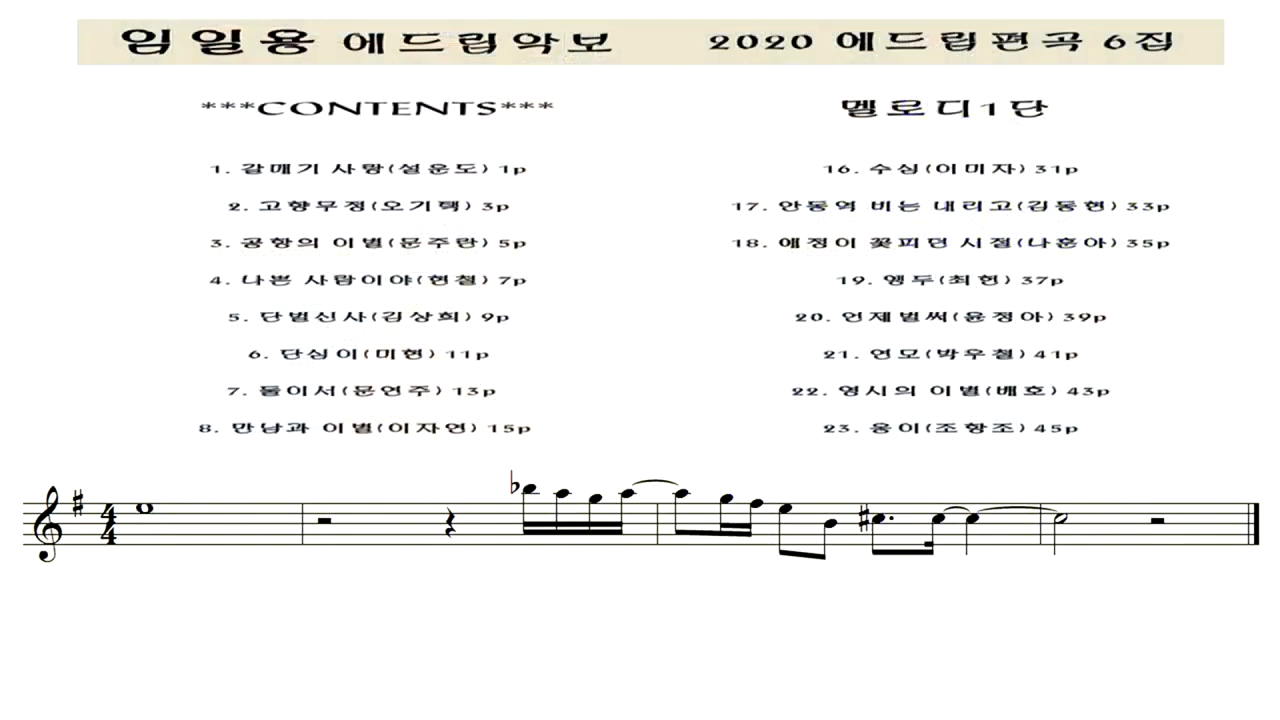 임일용 에드립악보 2020 에드립편곡 6집
***CONTENTS***
1. 갈매기 사랑(설운도) 1p
2. 고향무정(오기택) 3p
3. 공항의 이별(문주란) 5p
4. 나쁜 사람이야(현철) 7p
5. 단벌신사(김상희) 9p
6. 단심이(미현) 11p
7. 둘이서(문연주) 13p
8. 만남과 이별(이자연) 15p
멜로디1단
16. 수심(이미자) 31p
17. 안동역 비는 내리고(김동현) 33p
18. 애정이 꽃피던 시절(나훈아) 35p
19. 앵두(최헌) 37p
20. 언제벌써(윤정아) 39p
21. 연모(박우철) 41p
22. 영시의 이별(배호) 43p
23. 옹이(조항조) 45p